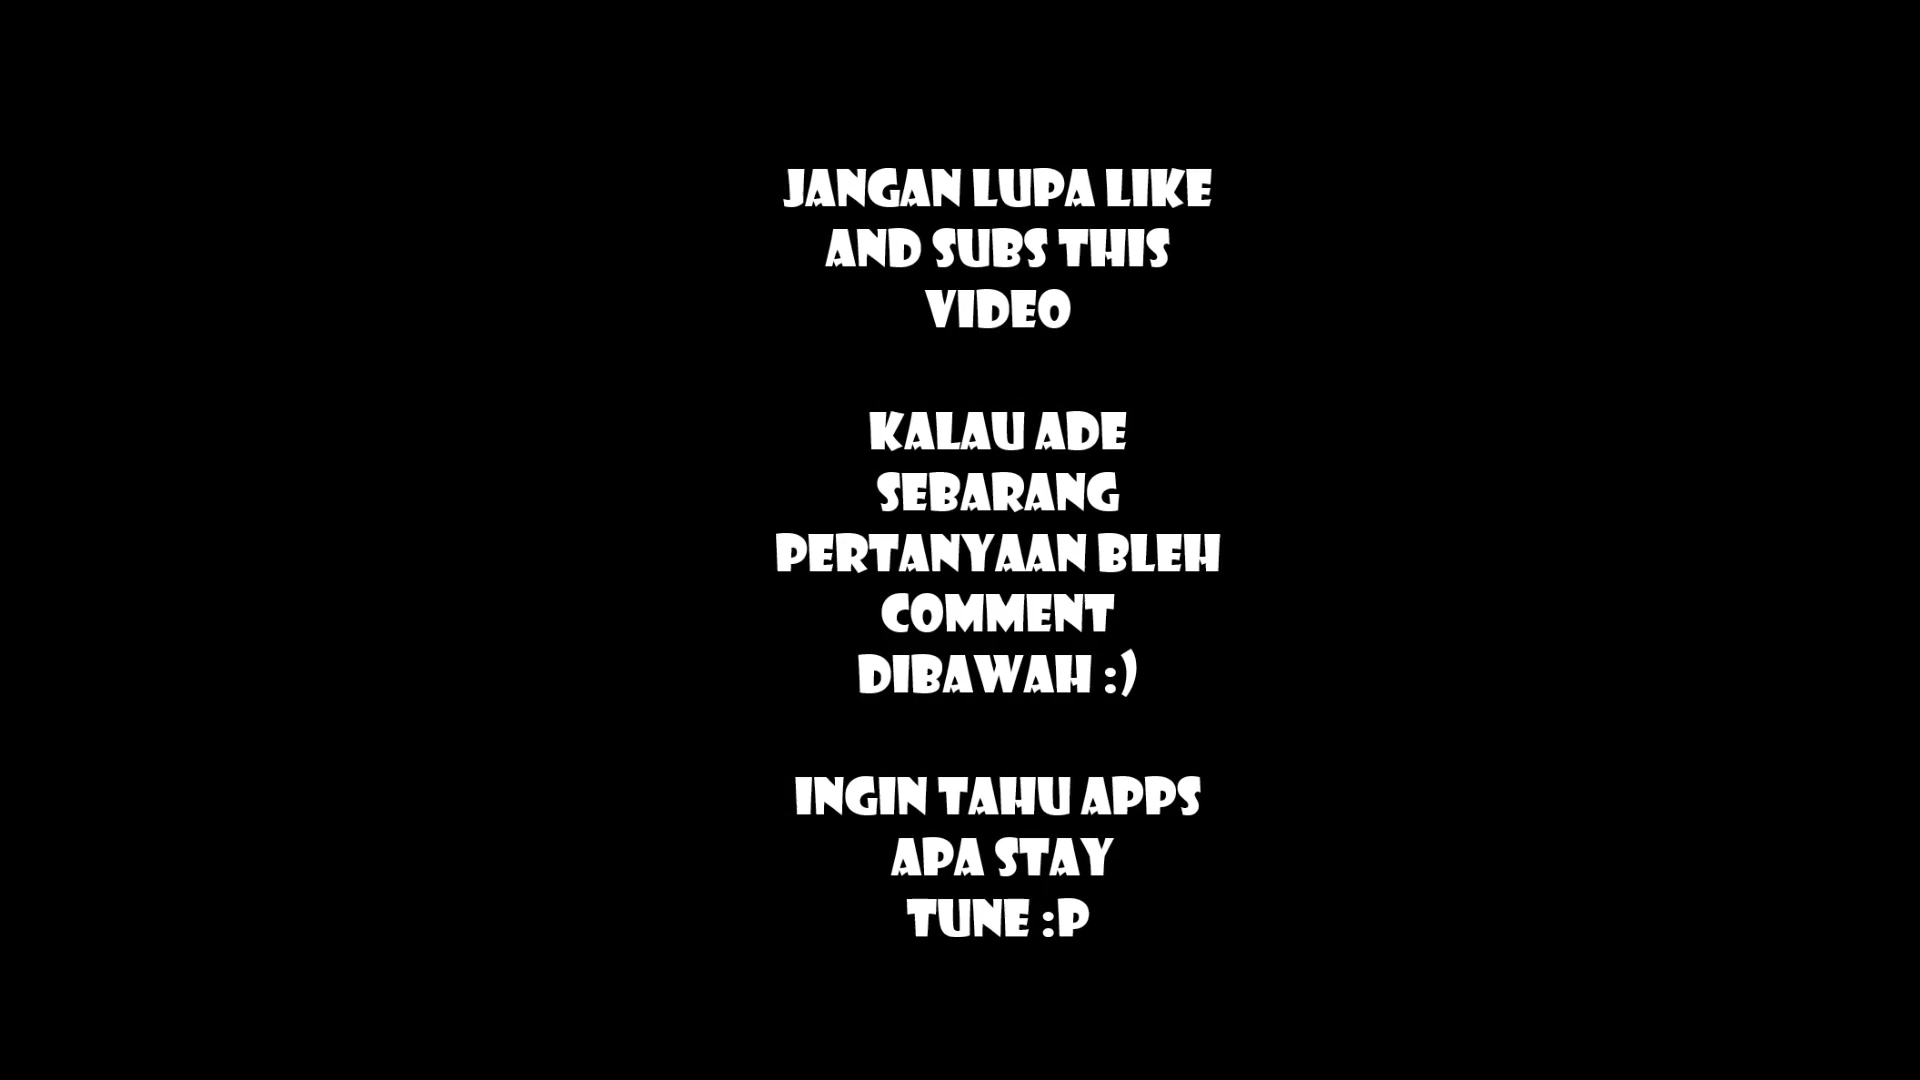 JANGAN LUPA LIKE
AND SUBS THIS
VIDEO
KALAU ADE
SEBARANG
PERTANYAAN BLEH
COMMENT
DIBAWAH :)
INGIN TAHU APPS
APA STAY
TUNE :P